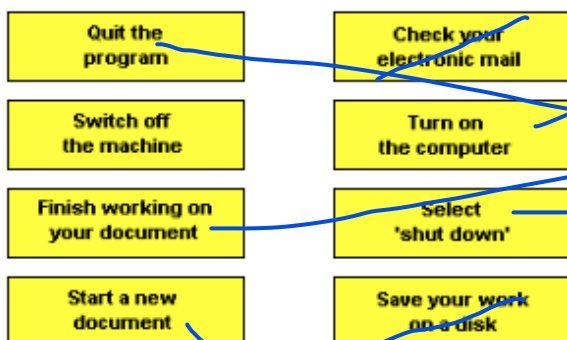 Quit the
program
Check your
electronic mail
Switch off
the machine
Turn on
the computer
Finish working on
your document
Select
'shut down'
Start a new
document
Save your work
on a disk